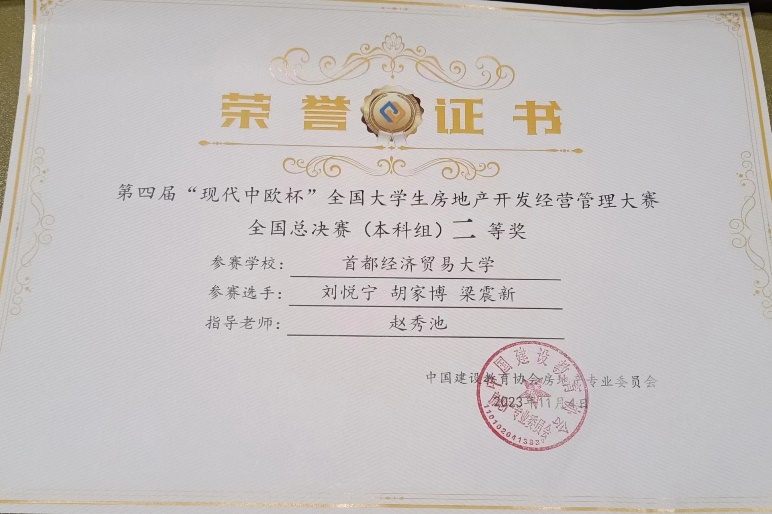 荣誉证书
第四届“现代中欧杯”全国大学生房地产开发经营管理大赛
全国总决赛（本科组）二 等奖
参赛学校： 首都经济贸易大学
参赛选手： 刘悦宁 胡家博 梁震新
指导老师： 赵秀池
中国建设教育协会房地产专业委员会
2023年11月4日